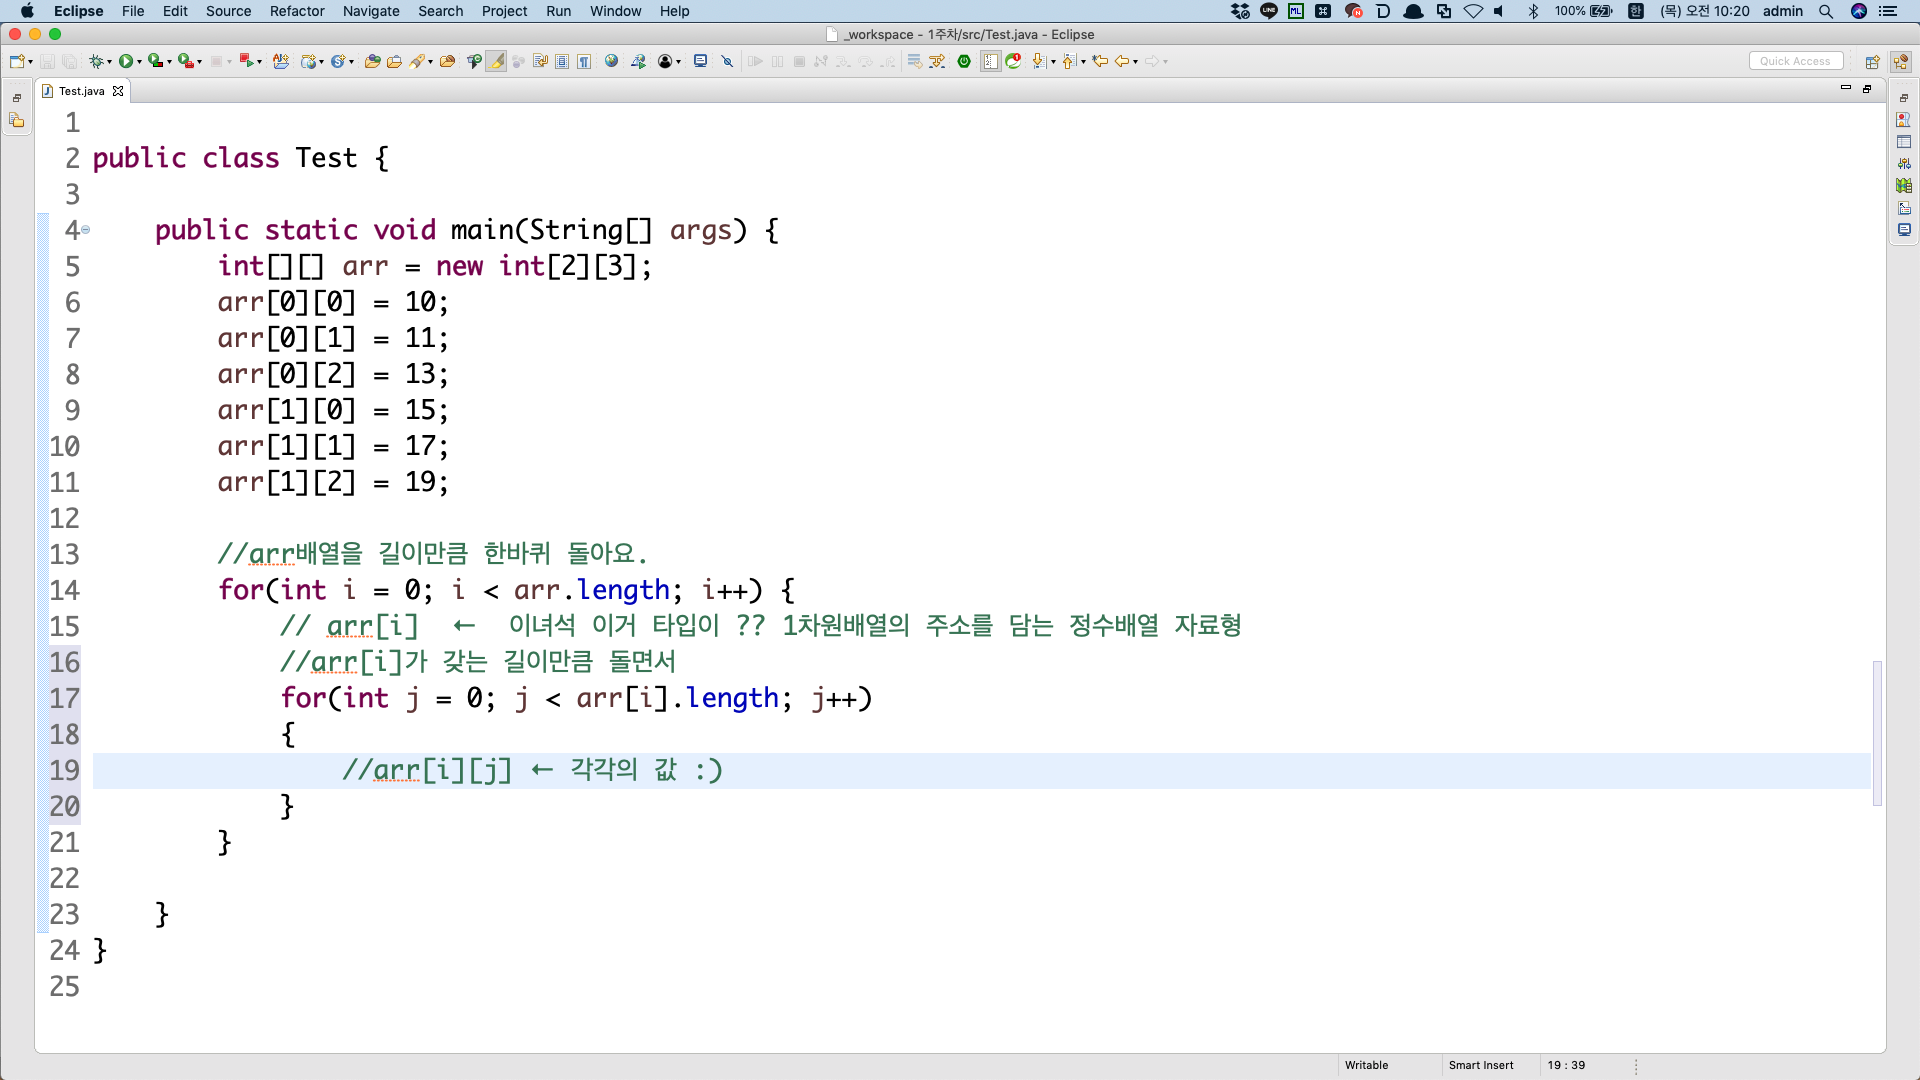 Eclipse File Edit Source Refactor Navigate Search Project Run Window Help 100% 한 (목) 오전 10:20 admin
_workspace - 1주차/src/Test.java - Eclipse
Quick Access
Test.java
1
2 public class Test {
3
4 public static void main(String[] args) {
5 int[][] arr = new int[2][3];
6 arr[0][0] = 10;
7 arr[0][1] = 11;
8 arr[0][2] = 13;
9 arr[1][0] = 15;
10 arr[1][1] = 17;
11 arr[1][2] = 19;
12
13 //arr배열을 길이만큼 한바퀴 돌아요.
14 for(int i = 0; i < arr.length; i++) {
15 // arr[i] ← 이녀석 이거 타입이 ?? 1차원배열의 주소를 담는 정수배열 자료형
16 //arr[i]가 갖는 길이만큼 돌면서
17 for(int j = 0; j < arr[i].length; j++)
18 {
19 //arr[i][j] ← 각각의 값 :)
20 }
21 }
22
23 }
24 }
25
Writable Smart Insert 19 : 39